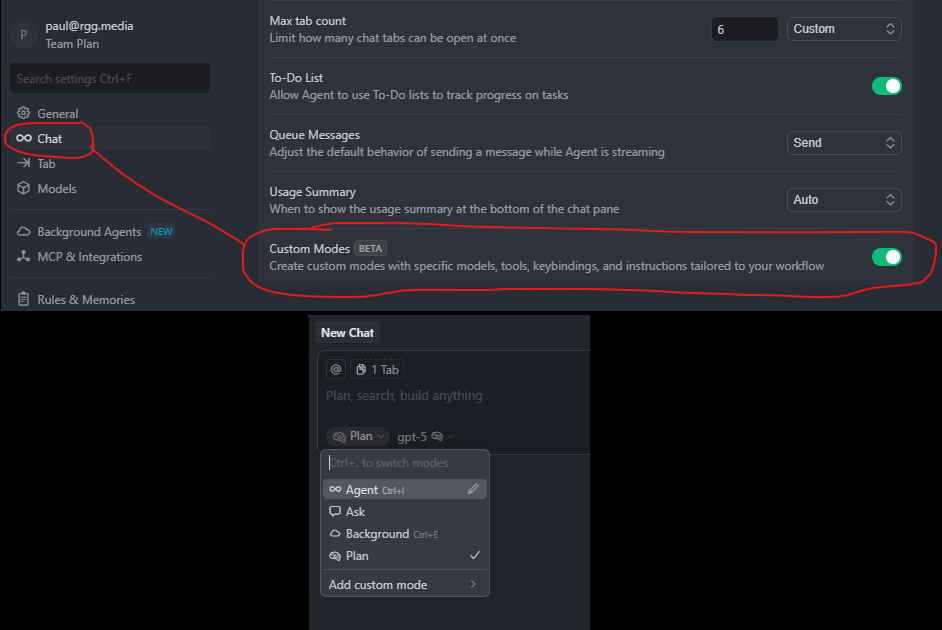 P
paul@rgg.media
Team Plan
Search settings Ctrl+F
General
Chat
Tab
Models
Background Agents NEW
MCP & Integrations
Rules & Memories
Max tab count
Limit how many chat tabs can be open at once
6
Custom
To-Do List
Allow Agent to use To-Do lists to track progress on tasks
Queue Messages
Adjust the default behavior of sending a message while Agent is streaming
Send
Usage Summary
When to show the usage summary at the bottom of the chat pane
Auto
Custom Modes BETA
Create custom modes with specific models, tools, keybindings, and instructions tailored to your workflow
New Chat
@ 1 Tab
Plan, search, build anything
Plan gpt-5
Ctrl+. to switch modes
Agent Ctrl+I
Ask
Background Ctrl+E
Plan
Add custom mode